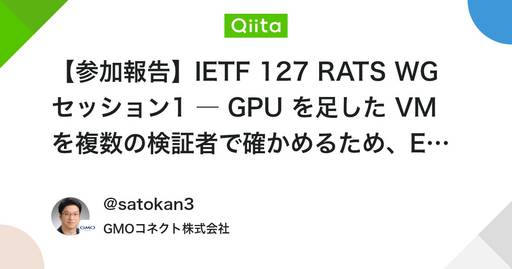 Qiita
【参加報告】IETF 127 RATS WG
セッション1 ― GPU を足した VM
を複数の検証者で確かめるため、E…
@satokan3
GMOコネクト株式会社